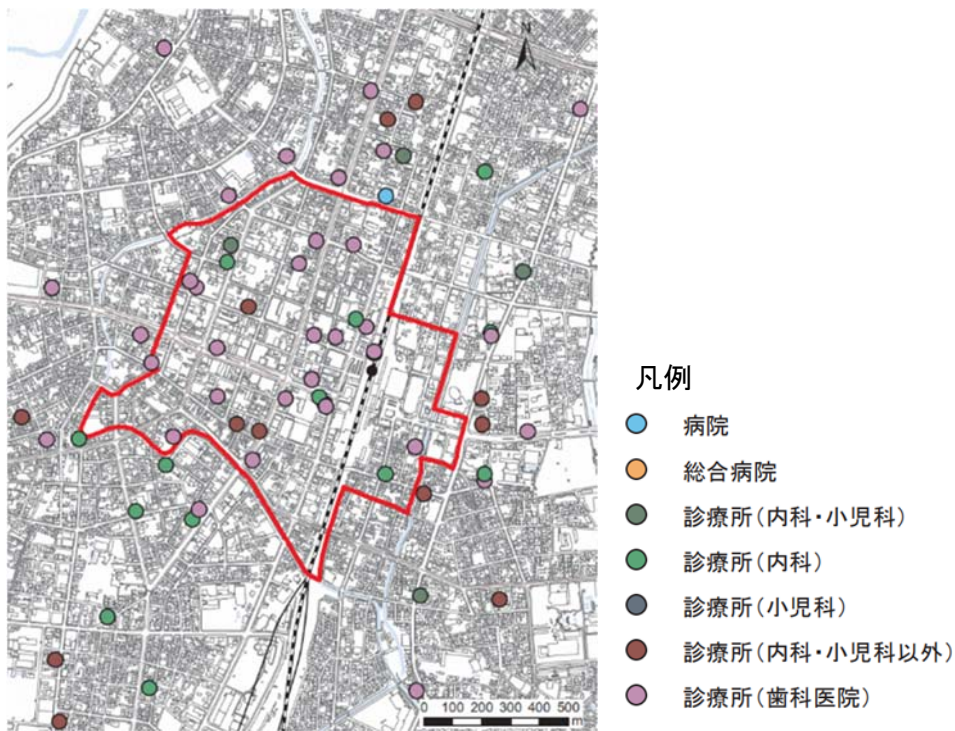 N
凡例
病院
総合病院
診療所(内科・小児科)
診療所(内科)
診療所(小児科)
診療所(内科・小児科以外)
診療所(歯科医院)
0 100 200 300 400 500
m